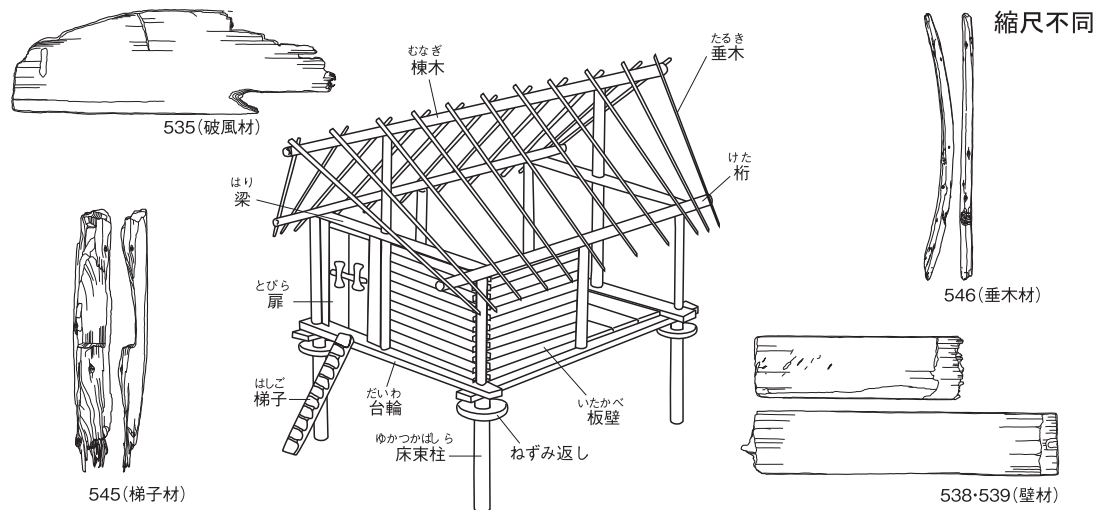 縮尺不同
535(破風材)
むなぎ
棟木
たるき
垂木
けた
桁
はり
梁
とびら
扉
はしご
梯子
だいわ
台輪
いたかべ
板壁
ゆかつかばしら
床束柱
ねずみ返し
545(梯子材)
546(垂木材)
538・539(壁材)